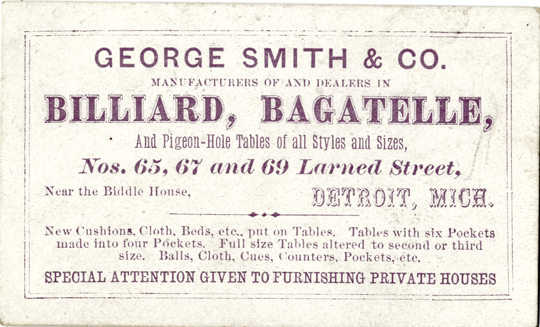 GEORGE SMITH & CO.
MANUFACTURERS OF AND DEALERS IN
BILLIARD, BAGATELLE,
And Pigeon-Hole Tables of all Styles and Sizes,
Nos. 65, 67 and 69 Larned Street,
Near the Biddle House, DETROIT, MICH.
New Cushions, Cloth, Beds, etc., put on Tables. Tables with six Pockets
made into four Pockets. Full size Tables altered to second or third
size. Balls, Cloth, Cues, Counters, Pockets, etc.
SPECIAL ATTENTION GIVEN TO FURNISHING PRIVATE HOUSES